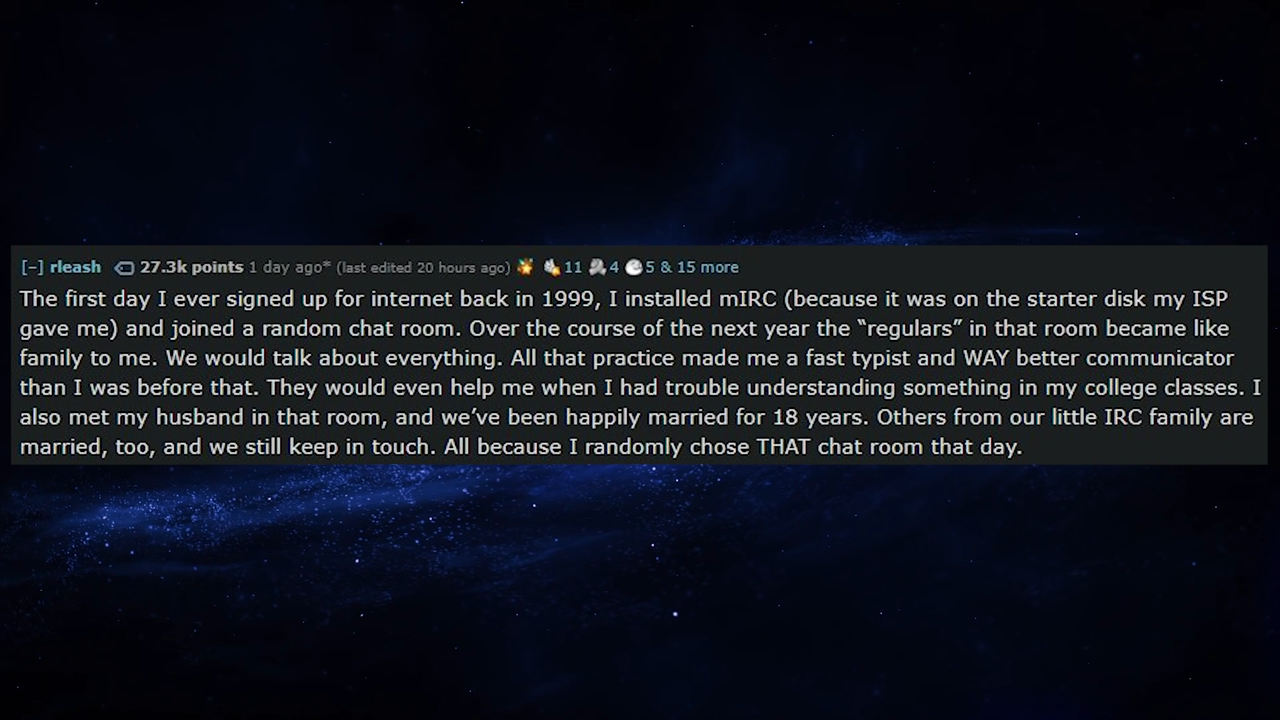 [–] rleash 27.3k points 1 day ago* (last edited 20 hours ago) 11 4 5 & 15 more
The first day I ever signed up for internet back in 1999, I installed mIRC (because it was on the starter disk my ISP
gave me) and joined a random chat room. Over the course of the next year the “regulars” in that room became like
family to me. We would talk about everything. All that practice made me a fast typist and WAY better communicator
than I was before that. They would even help me when I had trouble understanding something in my college classes. I
also met my husband in that room, and we’ve been happily married for 18 years. Others from our little IRC family are
married, too, and we still keep in touch. All because I randomly chose THAT chat room that day.